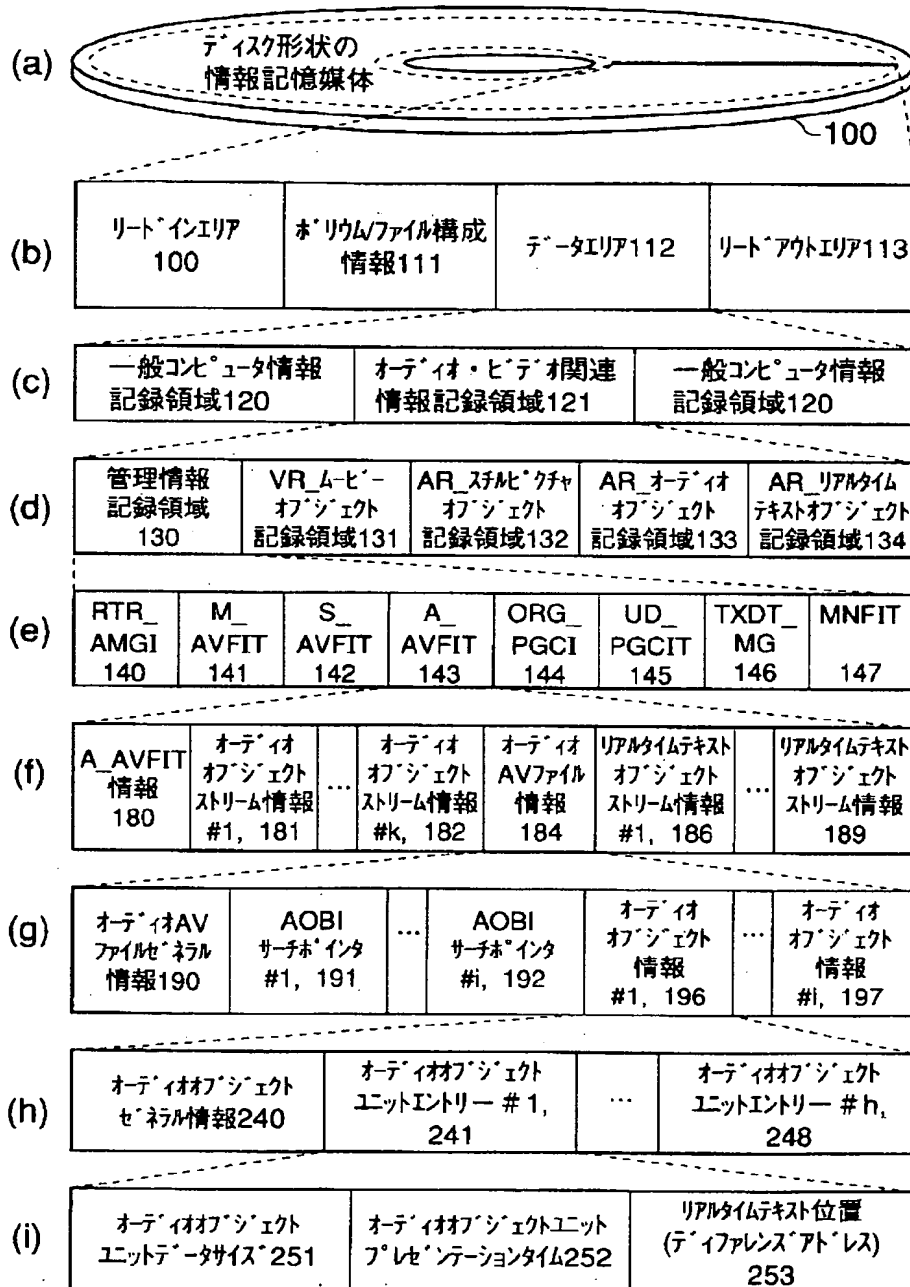 (a)
ディスク形状の
情報記憶媒体
100
(b)
リードインエリア
100
ボリウム/ファイル構成
情報111
データエリア112
リードアウトエリア113
(c)
一般コンピュータ情報
記録領域120
オーディオ・ビデオ関連
情報記録領域121
一般コンピュータ情報
記録領域120
(d)
管理情報
記録領域
130
VR_ムービー
オブジェクト
記録領域131
AR_スチルピクチャ
オブジェクト
記録領域132
AR_オーディオ
オブジェクト
記録領域133
AR_リアルタイム
テキストオブジェクト
記録領域134
(e)
RTR_
AMGI
140
M_
AVFIT
141
S_
AVFIT
142
A_
AVFIT
143
ORG_
PGCI
144
UD_
PGCIT
145
TXDT_
MG
146
MNFIT
147
(f)
A_AVFIT
情報
180
オーディオ
オブジェクト
ストリーム情報
#1, 181
…
オーディオ
オブジェクト
ストリーム情報
#k, 182
オーディオ
AVファイル
情報
184
リアルタイムテキスト
オブジェクト
ストリーム情報
#1, 186
…
リアルタイムテキスト
オブジェクト
ストリーム情報
189
(g)
オーディオAV
ファイルゼネラル
情報190
AOBI
サーチポインタ
#1, 191
…
AOBI
サーチポインタ
#i, 192
オーディオ
オブジェクト
情報
#1, 196
…
オーディオ
オブジェクト
情報
#i, 197
(h)
オーディオオブジェクト
ゼネラル情報240
オーディオオブジェクト
ユニットエントリー #1,
241
…
オーディオオブジェクト
ユニットエントリー #h,
248
(i)
オーディオオブジェクト
ユニットデータサイズ251
オーディオオブジェクトユニット
プレゼンテーションタイム252
リアルタイムテキスト位置
(ディファレンスアドレス)
253